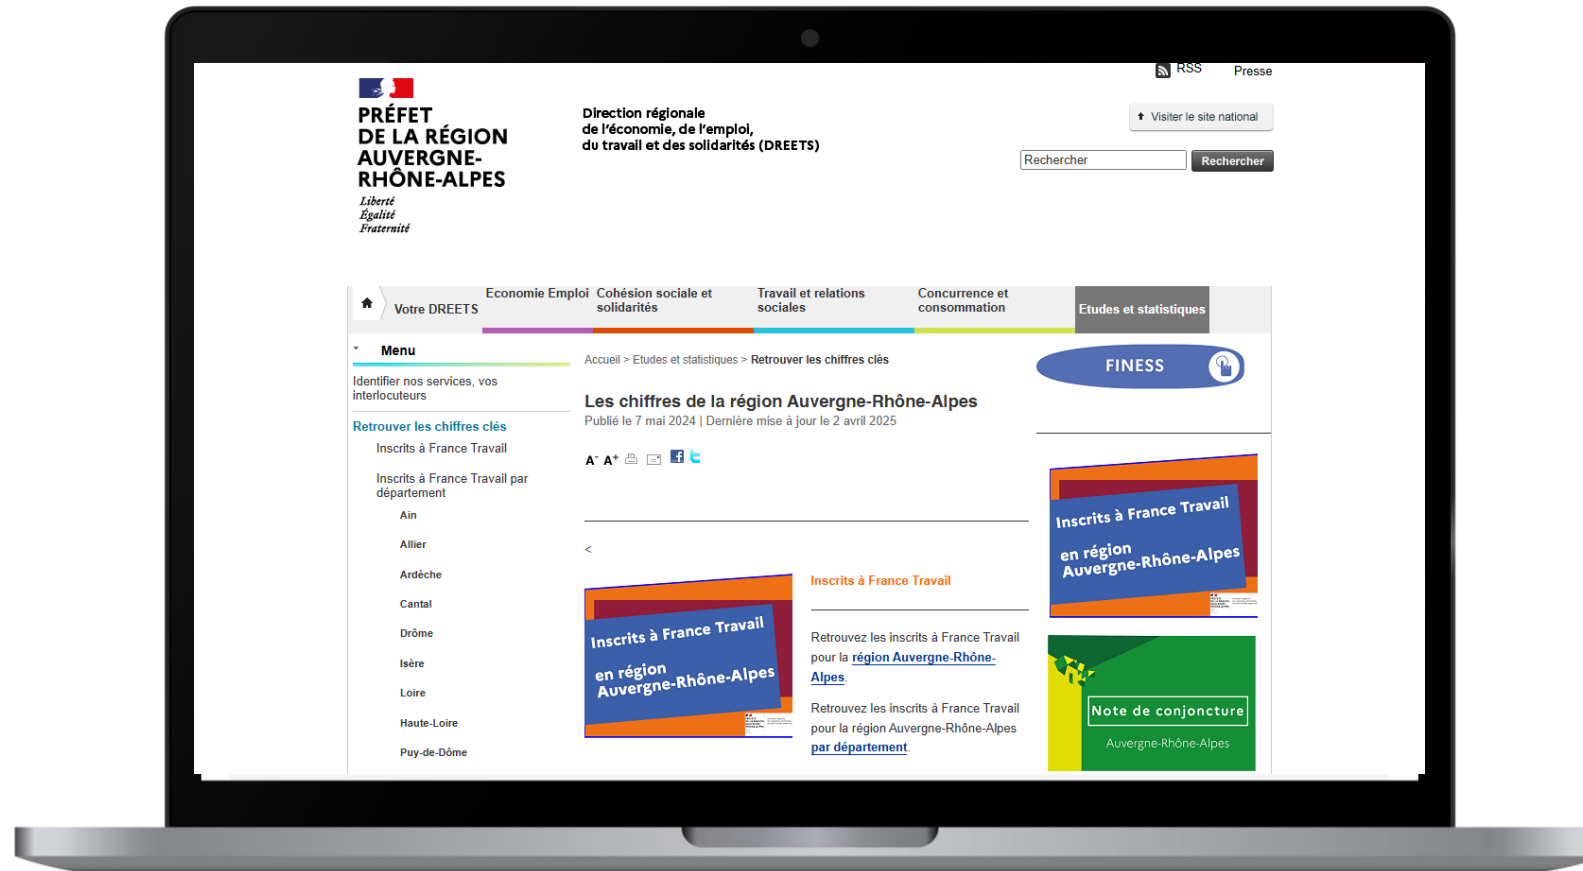 RSS
Presse
PRÉFET
DE LA RÉGION
AUVERGNE-
RHÔNE-ALPES
Liberté
Égalité
Fraternité
Direction régionale
de l'économie, de l'emploi,
du travail et des solidarités (DREETS)
Visiter le site national
Rechercher
Rechercher
Votre DREETS
Economie Emploi
Cohésion sociale et
solidarités
Travail et relations
sociales
Concurrence et
consommation
Etudes et statistiques
Menu
Identifier nos services, vos
interlocuteurs
Retrouver les chiffres clés
Inscrits à France Travail
Inscrits à France Travail par
département
Ain
Allier
Ardèche
Cantal
Drôme
Isère
Loire
Haute-Loire
Puy-de-Dôme
Accueil > Etudes et statistiques > Retrouver les chiffres clés
Les chiffres de la région Auvergne-Rhône-Alpes
Publié le 7 mai 2024 | Dernière mise à jour le 2 avril 2025
A- A+
<
Inscrits à France Travail
en région
Auvergne-Rhône-Alpes
Inscrits à France Travail
Retrouvez les inscrits à France Travail
pour la région Auvergne-Rhône-
Alpes.
Retrouvez les inscrits à France Travail
pour la région Auvergne-Rhône-Alpes
par département.
FINESS
Inscrits à France Travail
en région
Auvergne-Rhône-Alpes
Note de conjoncture
Auvergne-Rhône-Alpes